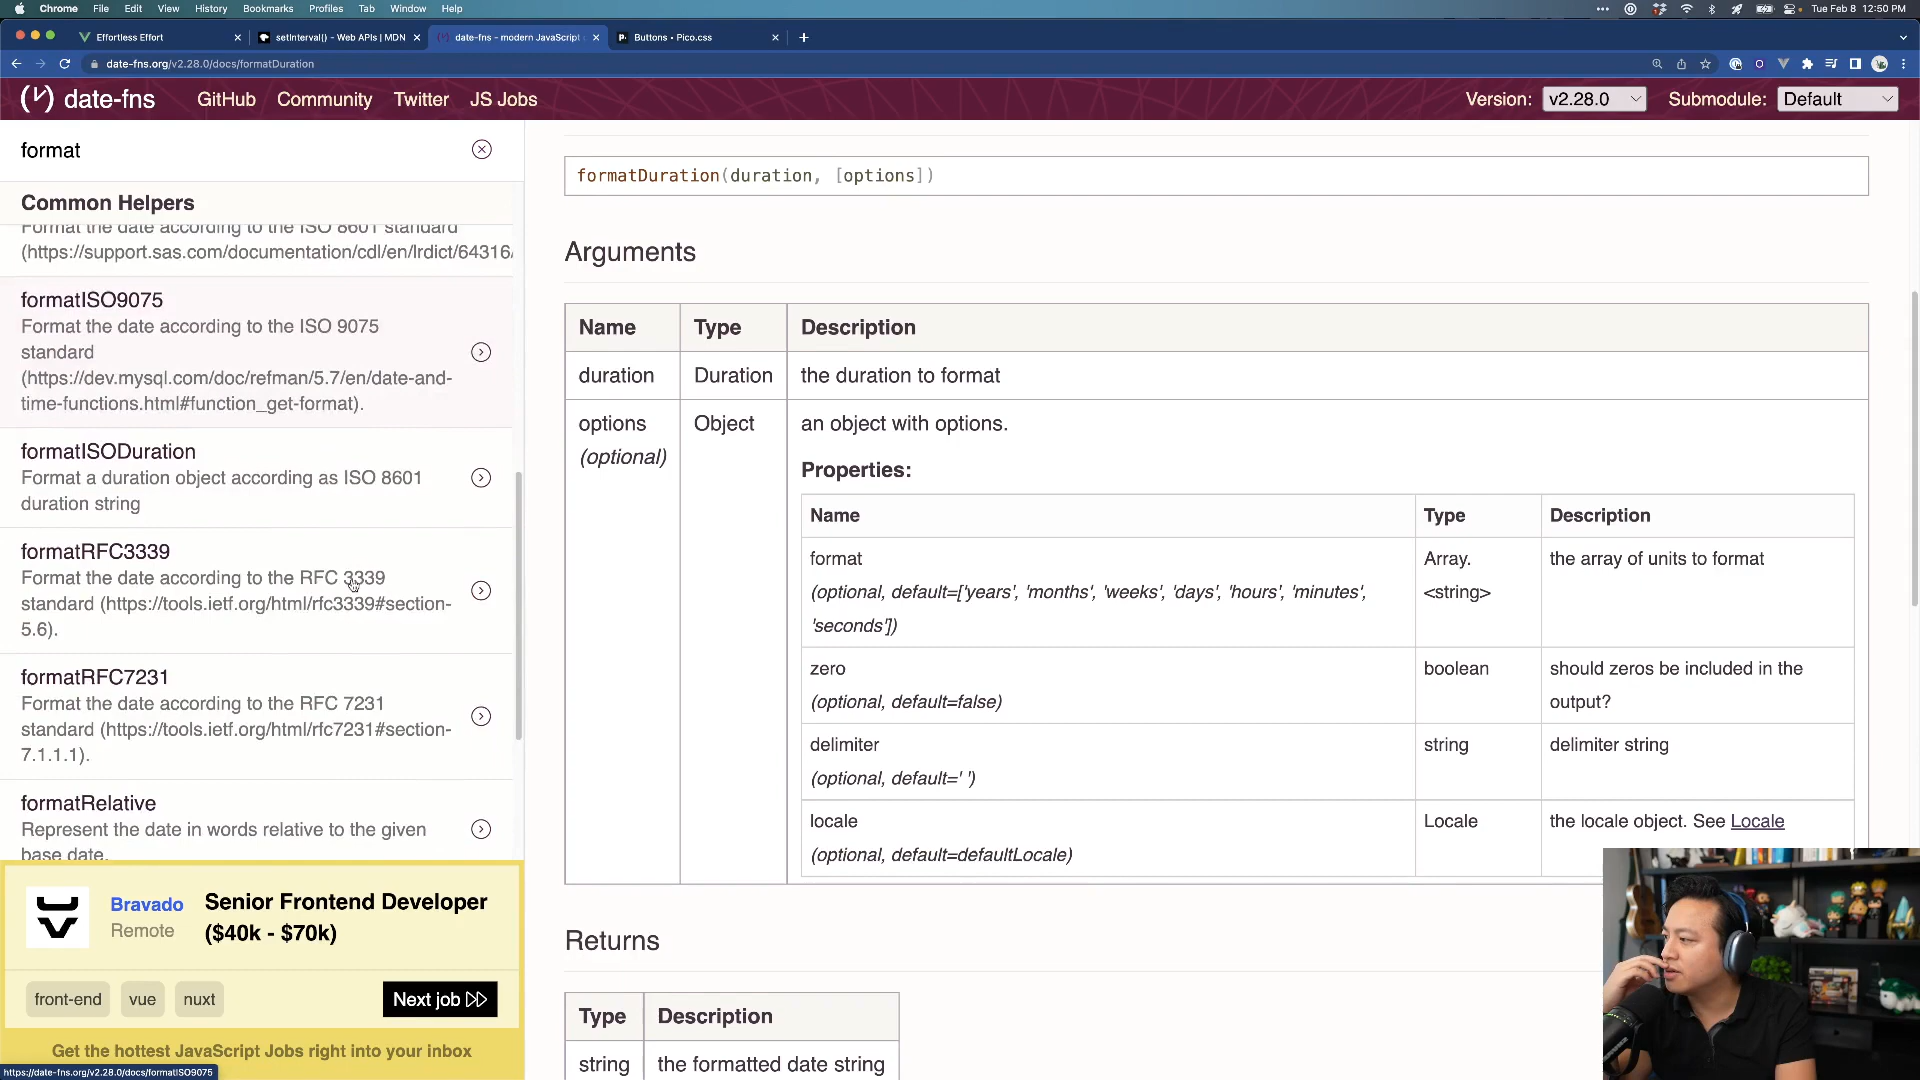 Chrome File Edit View History Bookmarks Profiles Tab Window Help
Tue Feb 8 12:50 PM
Effortless Effort
setInterval() - Web APIs | MDN
date-fns - modern JavaScript
Buttons • Pico.css
date-fns.org/v2.28.0/docs/formatDuration
date-fns GitHub Community Twitter JS Jobs
Version: v2.28.0 Submodule: Default
format
Common Helpers
Format the date according to the ISO 8601 standard
(https://support.sas.com/documentation/cdl/en/lrdict/64316/
formatISO9075
Format the date according to the ISO 9075
standard
(https://dev.mysql.com/doc/refman/5.7/en/date-and-
time-functions.html#function_get-format).
formatISODuration
Format a duration object according as ISO 8601
duration string
formatRFC3339
Format the date according to the RFC 3339
standard (https://tools.ietf.org/html/rfc3339#section-
5.6).
formatRFC7231
Format the date according to the RFC 7231
standard (https://tools.ietf.org/html/rfc7231#section-
7.1.1.1).
formatRelative
Represent the date in words relative to the given
base date.
Bravado
Remote
Senior Frontend Developer
($40k - $70k)
front-end vue nuxt
Next job
Get the hottest JavaScript Jobs right into your inbox
https://date-fns.org/v2.28.0/docs/formatISO9075
formatDuration(duration, [options])
Arguments
Name Type Description
duration Duration the duration to format
options Object an object with options.
(optional)
Properties:
Name Type Description
format Array. the array of units to format
(optional, default=['years', 'months', 'weeks', 'days', 'hours', 'minutes', <string>
'seconds'])
zero boolean should zeros be included in the
(optional, default=false) output?
delimiter string delimiter string
(optional, default=' ')
locale Locale the locale object. See Locale
(optional, default=defaultLocale)
Returns
Type Description
string the formatted date string